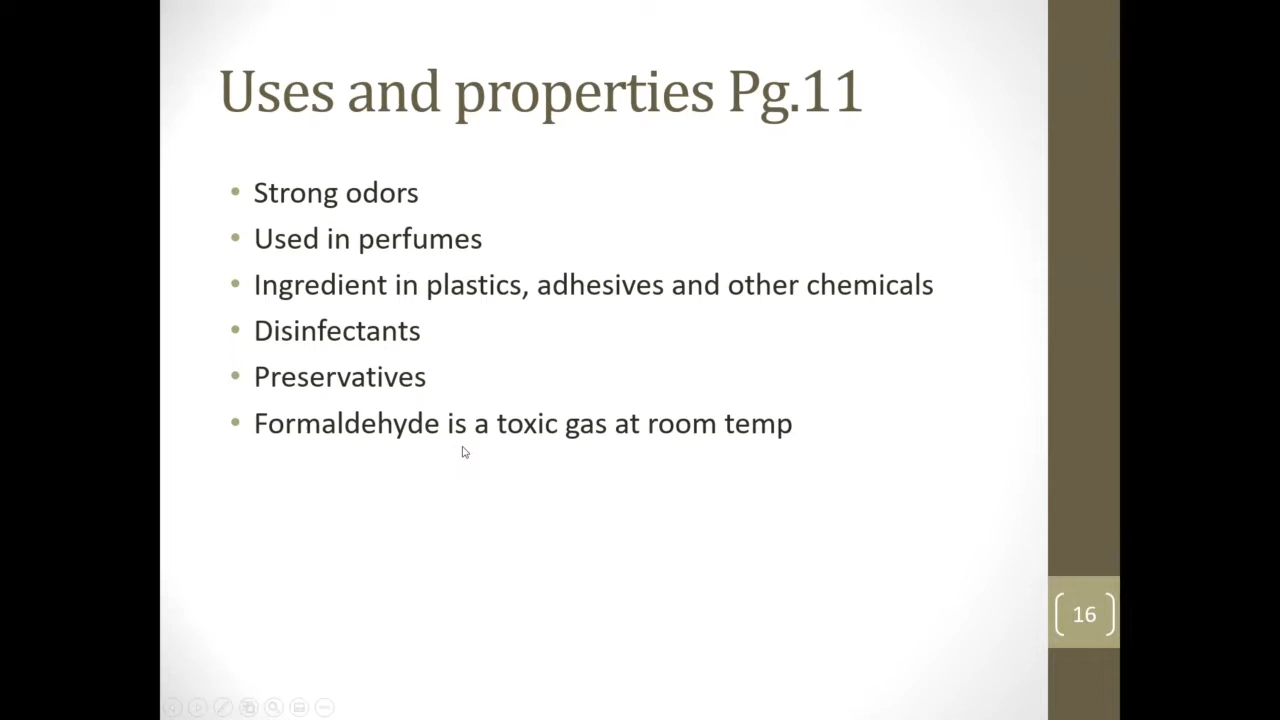 Uses and properties Pg.11
• Strong odors
• Used in perfumes
• Ingredient in plastics, adhesives and other chemicals
• Disinfectants
• Preservatives
• Formaldehyde is a toxic gas at room temp
16